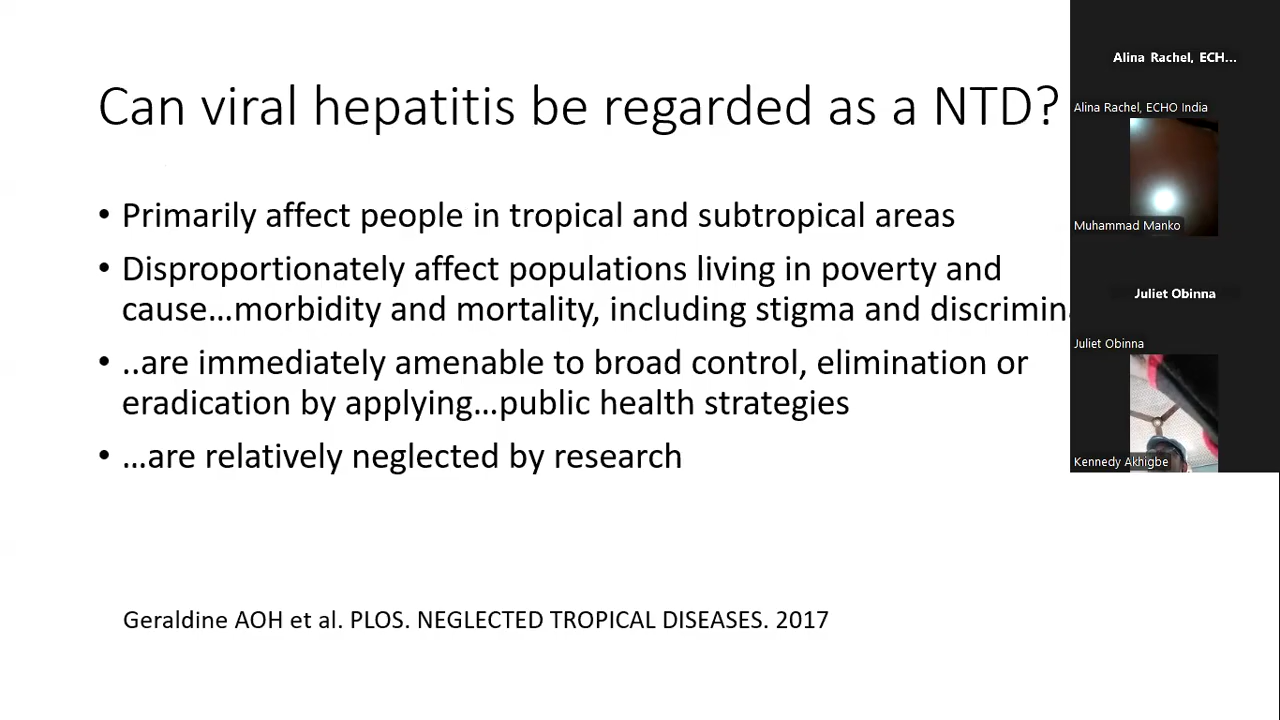 Can viral hepatitis be regarded as a NTD?
• Primarily affect people in tropical and subtropical areas
• Disproportionately affect populations living in poverty and
cause...morbidity and mortality, including stigma and discrimin
• ..are immediately amenable to broad control, elimination or
eradication by applying...public health strategies
• ...are relatively neglected by research
Geraldine AOH et al. PLOS. NEGLECTED TROPICAL DISEASES. 2017
Alina Rachel, ECH...
Alina Rachel, ECHO India
Muhammad Manko
Juliet Obinna
Juliet Obinna
Kennedy Akhigbe